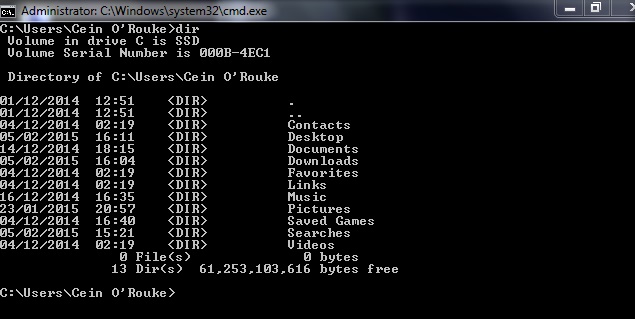 Administrator: C:\Windows\system32\cmd.exe
C:\Users\Cein O'Rouke>dir
 Volume in drive C is SSD
 Volume Serial Number is 000B-4EC1

 Directory of C:\Users\Cein O'Rouke

01/12/2014  12:51    <DIR>          .
01/12/2014  12:51    <DIR>          ..
04/12/2014  02:19    <DIR>          Contacts
05/02/2015  16:11    <DIR>          Desktop
14/12/2014  18:15    <DIR>          Documents
05/02/2015  16:04    <DIR>          Downloads
04/12/2014  02:19    <DIR>          Favorites
04/12/2014  02:19    <DIR>          Links
16/12/2014  16:35    <DIR>          Music
23/01/2015  20:57    <DIR>          Pictures
04/12/2014  16:40    <DIR>          Saved Games
05/02/2015  15:21    <DIR>          Searches
04/12/2014  02:19    <DIR>          Videos
               0 File(s)              0 bytes
              13 Dir(s)  61,253,103,616 bytes free

C:\Users\Cein O'Rouke>